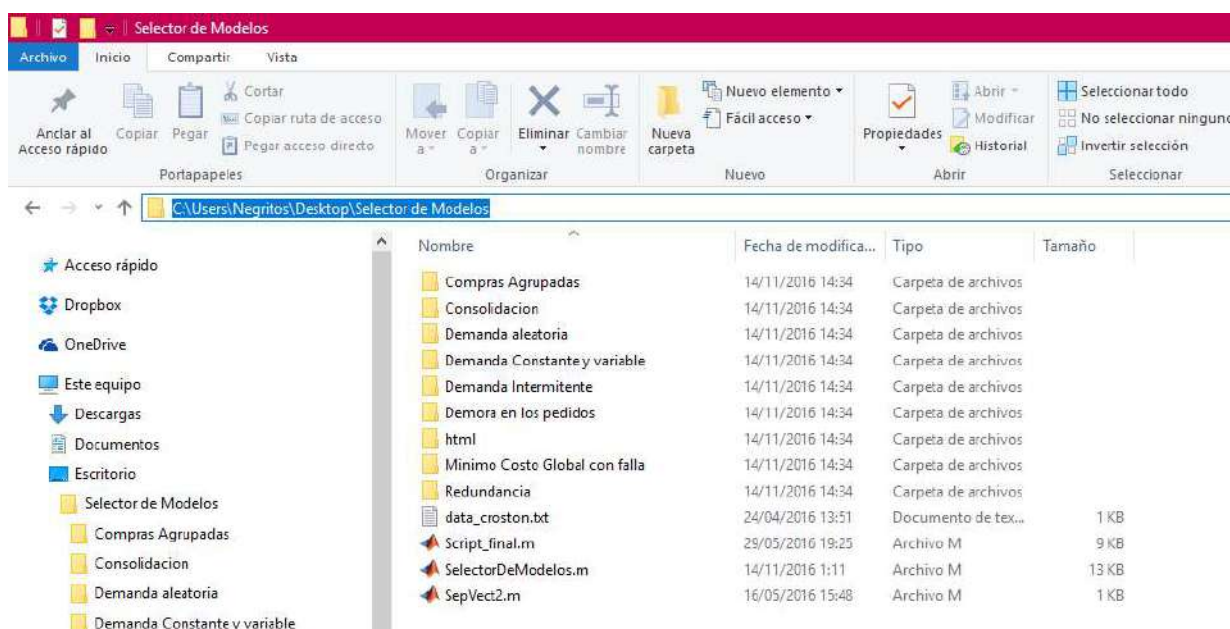 Selector de Modelos
Archivo Inicio Compartir Vista
Anclar al Acceso rápido
Copiar
Pegar
Cortar
Copiar ruta de acceso
Pegar acceso directo
Mover a
Copiar a
Eliminar
Cambiar nombre
Nueva carpeta
Nuevo elemento
Fácil acceso
Propiedades
Abrir
Modificar
Historial
Seleccionar todo
No seleccionar ninguno
Invertir selección
Portapapeles Organizar Nuevo Abrir Seleccionar
C:\Users\Negritos\Desktop\Selector de Modelos
Acceso rápido
Dropbox
OneDrive
Este equipo
Descargas
Documentos
Escritorio
Selector de Modelos
Compras Agrupadas
Consolidacion
Demanda aleatoria
Demanda Constante y variable
Nombre Fecha de modifica... Tipo Tamaño
Compras Agrupadas 14/11/2016 14:34 Carpeta de archivos
Consolidacion 14/11/2016 14:34 Carpeta de archivos
Demanda aleatoria 14/11/2016 14:34 Carpeta de archivos
Demanda Constante y variable 14/11/2016 14:34 Carpeta de archivos
Demanda Intermitente 14/11/2016 14:34 Carpeta de archivos
Demora en los pedidos 14/11/2016 14:34 Carpeta de archivos
html 14/11/2016 14:34 Carpeta de archivos
Minimo Costo Global con falla 14/11/2016 14:34 Carpeta de archivos
Redundancia 14/11/2016 14:34 Carpeta de archivos
data_croston.txt 24/04/2016 13:51 Documento de tex... 1 KB
Script_final.m 29/05/2016 19:25 Archivo M 9 KB
SelectorDeModelos.m 14/11/2016 1:11 Archivo M 13 KB
SepVect2.m 16/05/2016 15:48 Archivo M 1 KB